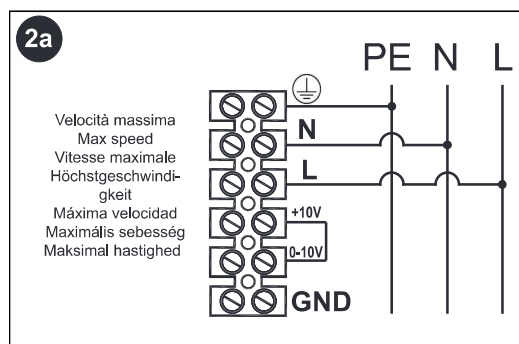 2a
PE N L
Velocità massima
Max speed
Vitesse maximale
Höchstgeschwindi-
gkeit
Máxima velocidad
Maximális sebesség
Maksimal hastighed
N
L
+10V
0-10V
GND